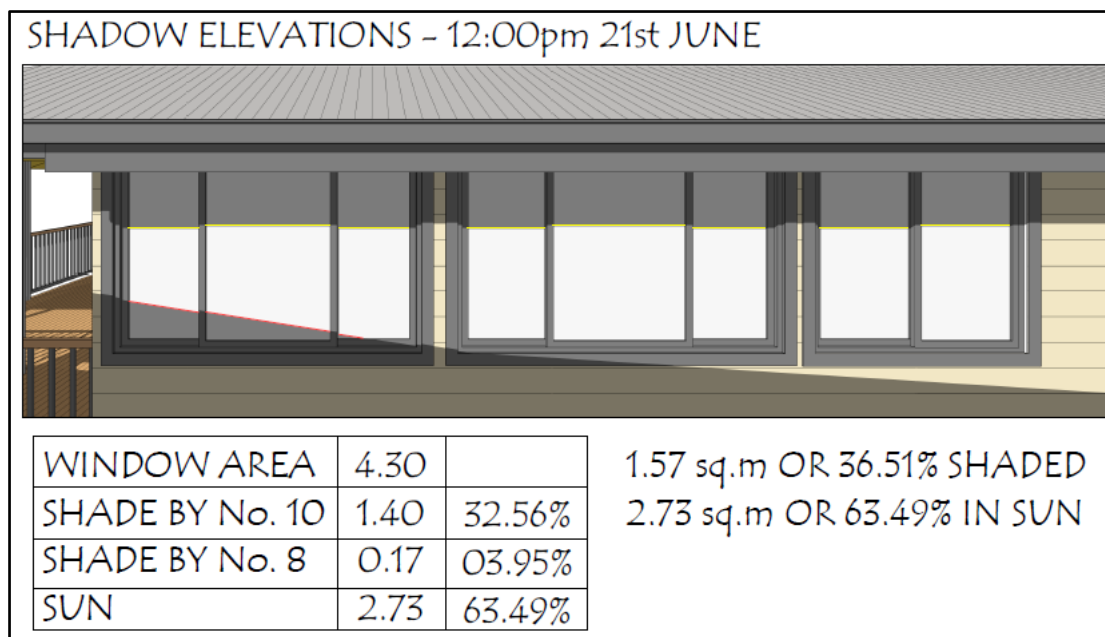 SHADOW ELEVATIONS - 12:00pm 21st JUNE
WINDOW AREA 4.30
SHADE BY No. 10 1.40 32.56%
SHADE BY No. 8 0.17 03.95%
SUN 2.73 63.49%
1.57 sq.m OR 36.51% SHADED
2.73 sq.m OR 63.49% IN SUN